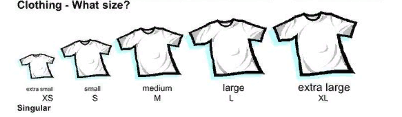 Clothing - What size?
extra small small medium large extra large
XS S M L XL
Singular